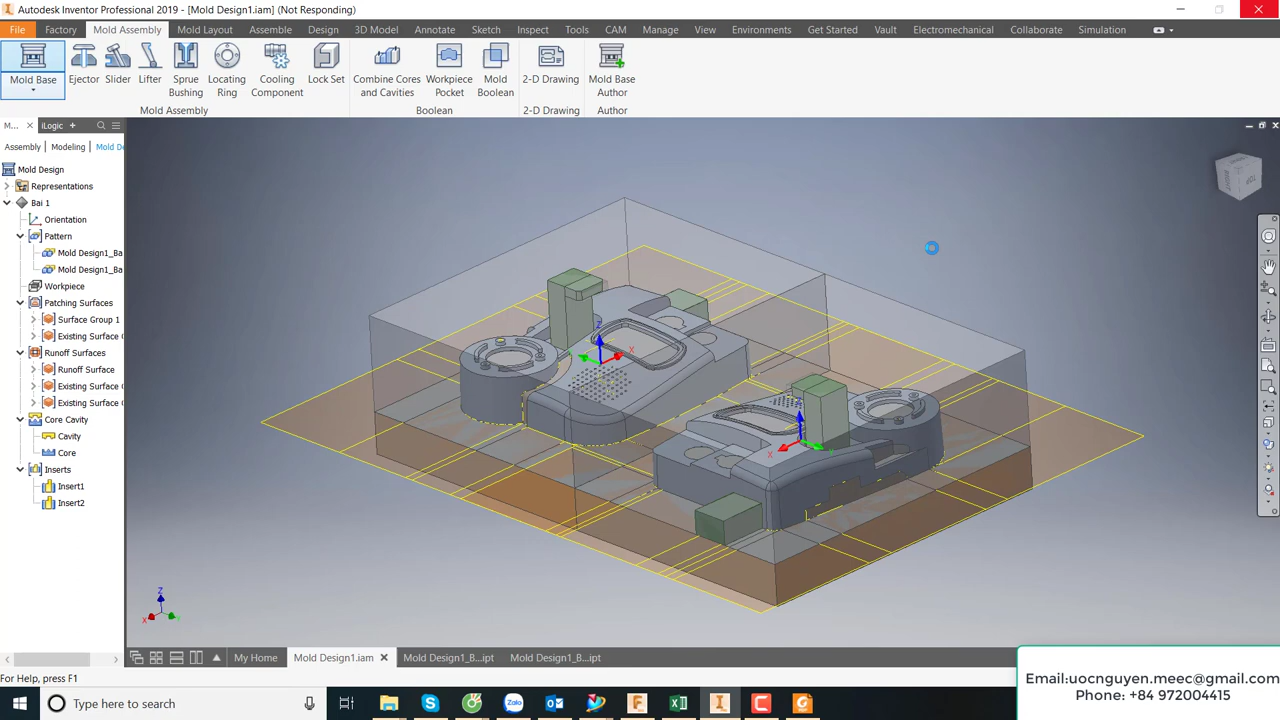 Autodesk Inventor Professional 2019 - [Mold Design1.iam] (Not Responding)
File Factory Mold Assembly Mold Layout Assemble Design 3D Model Annotate Sketch Inspect Tools CAM Manage View Environments Get Started Vault Electromechanical Collaborate Simulation
Mold Base Ejector Slider Lifter Sprue Bushing Locating Ring Cooling Component Lock Set Combine Cores and Cavities Workpiece Pocket Mold Boolean 2-D Drawing Mold Base Author
Mold Assembly Boolean 2-D Drawing Author
M... iLogic
Assembly Modeling Mold De
Mold Design
Representations
Bai 1
Orientation
Pattern
Mold Design1_Ba
Mold Design1_Ba
Workpiece
Patching Surfaces
Surface Group 1
Existing Surface G
Runoff Surfaces
Runoff Surface
Existing Surface G
Existing Surface G
Core Cavity
Cavity
Core
Inserts
Insert1
Insert2
Z
X
Z
X
Y
Z
X
Y
TOP
My Home Mold Design1.iam Mold Design1_B...ipt Mold Design1_B...ipt
For Help, press F1
Type here to search
Email:uocnguyen.meec@gmail.com
Phone: +84 972004415